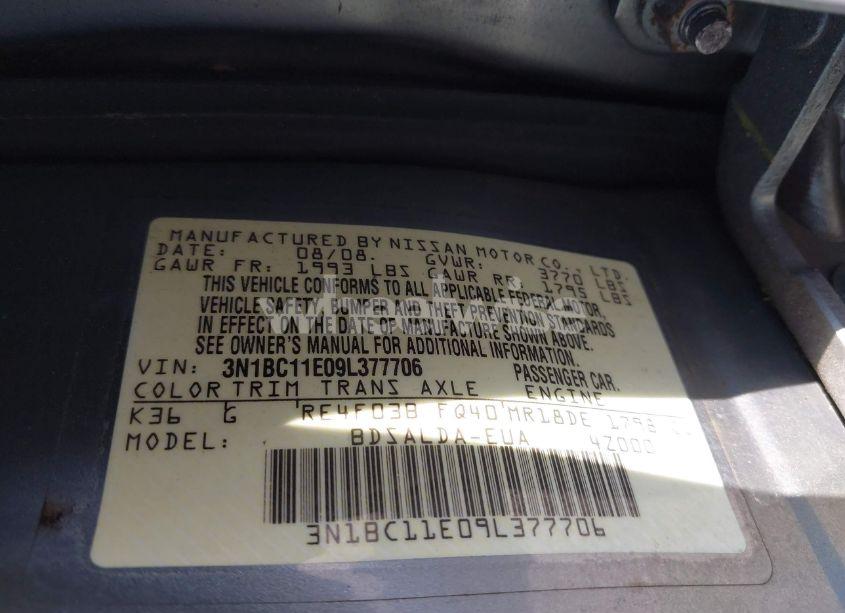 MANUFACTURED BY NISSAN MOTOR CO., LTD.
DATE: 08/08. GVWR: 3770 LBS
GAWR FR: 1993 LBS GAWR RR: 1795 LBS
THIS VEHICLE CONFORMS TO ALL APPLICABLE FEDERAL MOTOR
VEHICLE SAFETY, BUMPER AND THEFT PREVENTION STANDARDS
IN EFFECT ON THE DATE OF MANUFACTURE SHOWN ABOVE.
SEE OWNER'S MANUAL FOR ADDITIONAL INFORMATION.
VIN: 3N1BC11E09L377706 PASSENGER CAR.
COLOR TRIM TRANS AXLE ENGINE
K36 G RE4F03B FQ40 MR18DE 1798
MODEL: BDSALDA-EUA 4Z000
3N1BC11E09L377706